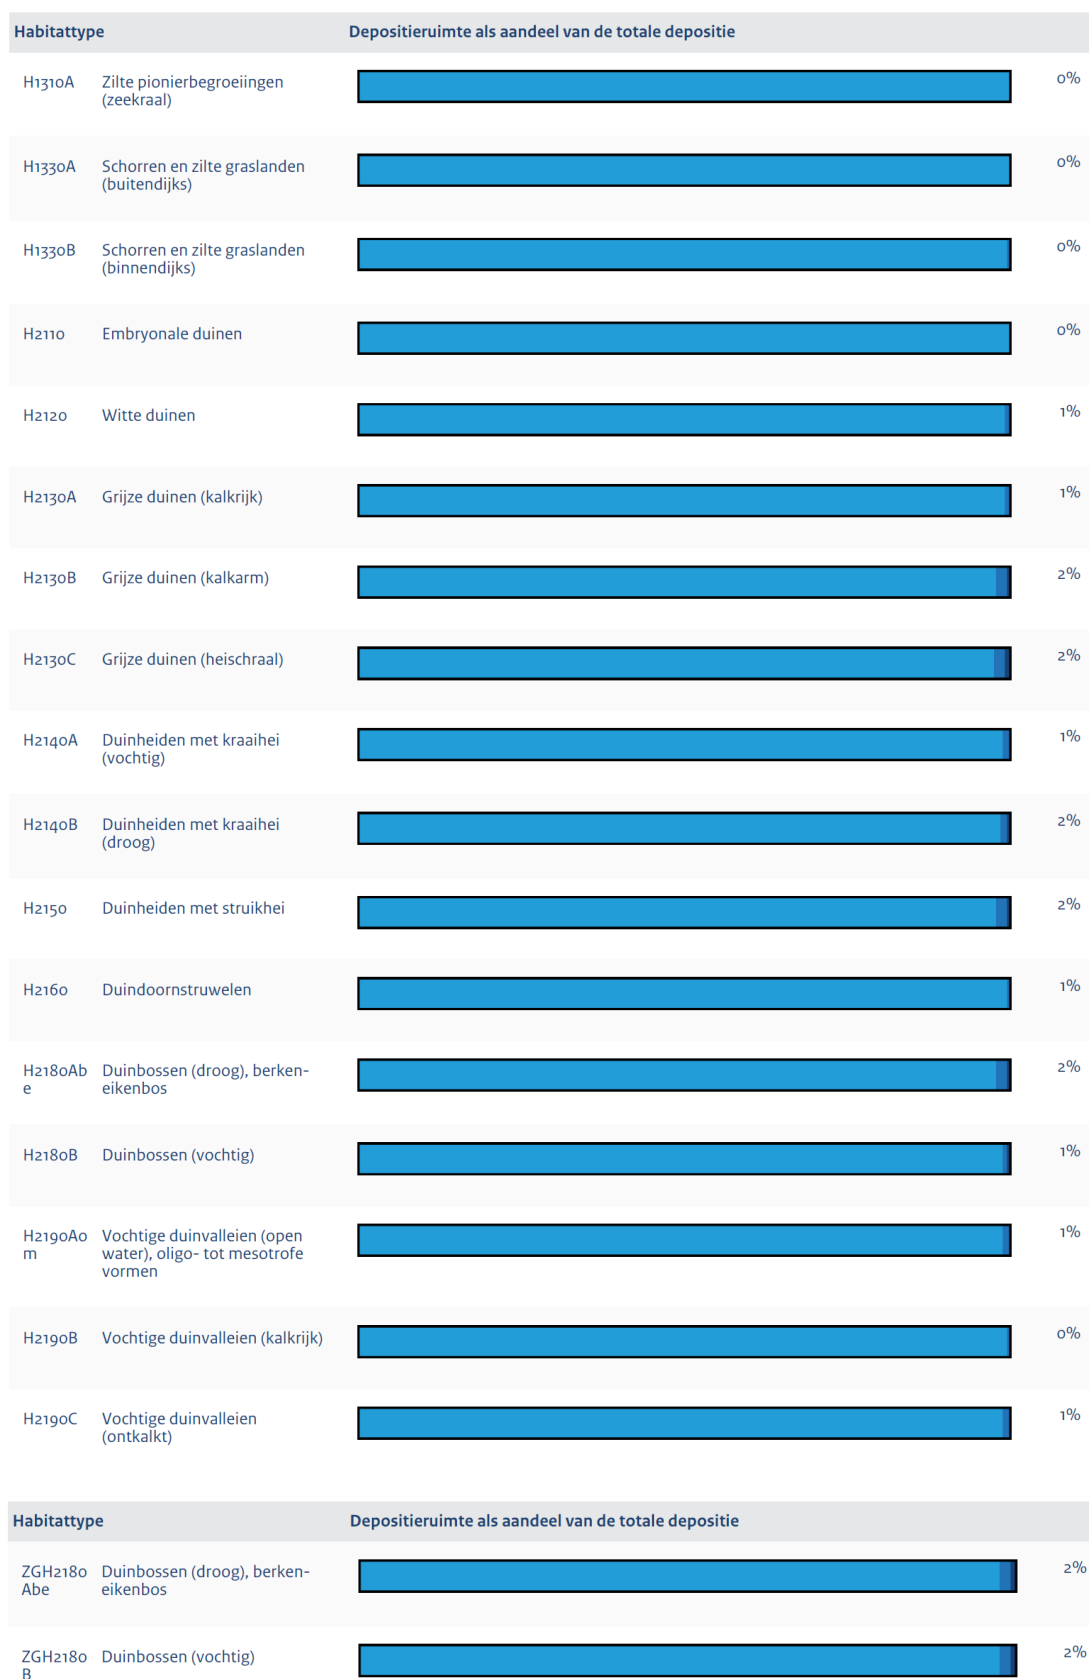 Habitattype Depositieruimte als aandeel van de totale depositie
H1310A Zilte pionierbegroeiingen 0%
(zeekraal)
H1330A Schorren en zilte graslanden 0%
(buitendijks)
H1330B Schorren en zilte graslanden 0%
(binnendijks)
H2110 Embryonale duinen 0%
H2120 Witte duinen 1%
H2130A Grijze duinen (kalkrijk) 1%
H2130B Grijze duinen (kalkarm) 2%
H2130C Grijze duinen (heischraal) 2%
H2140A Duinheiden met kraaihei 1%
(vochtig)
H2140B Duinheiden met kraaihei 2%
(droog)
H2150 Duinheiden met struikhei 2%
H2160 Duindoornstruwelen 1%
H2180Ab Duinbossen (droog), berken- 2%
e eikenbos
H2180B Duinbossen (vochtig) 1%
H2190Ao Vochtige duinvalleien (open 1%
m water), oligo- tot mesotrofe
vormen
H2190B Vochtige duinvalleien (kalkrijk) 0%
H2190C Vochtige duinvalleien 1%
(ontkalkt)
Habitattype Depositieruimte als aandeel van de totale depositie
ZGH2180 Duinbossen (droog), berken- 2%
Abe eikenbos
ZGH2180 Duinbossen (vochtig) 2%
B